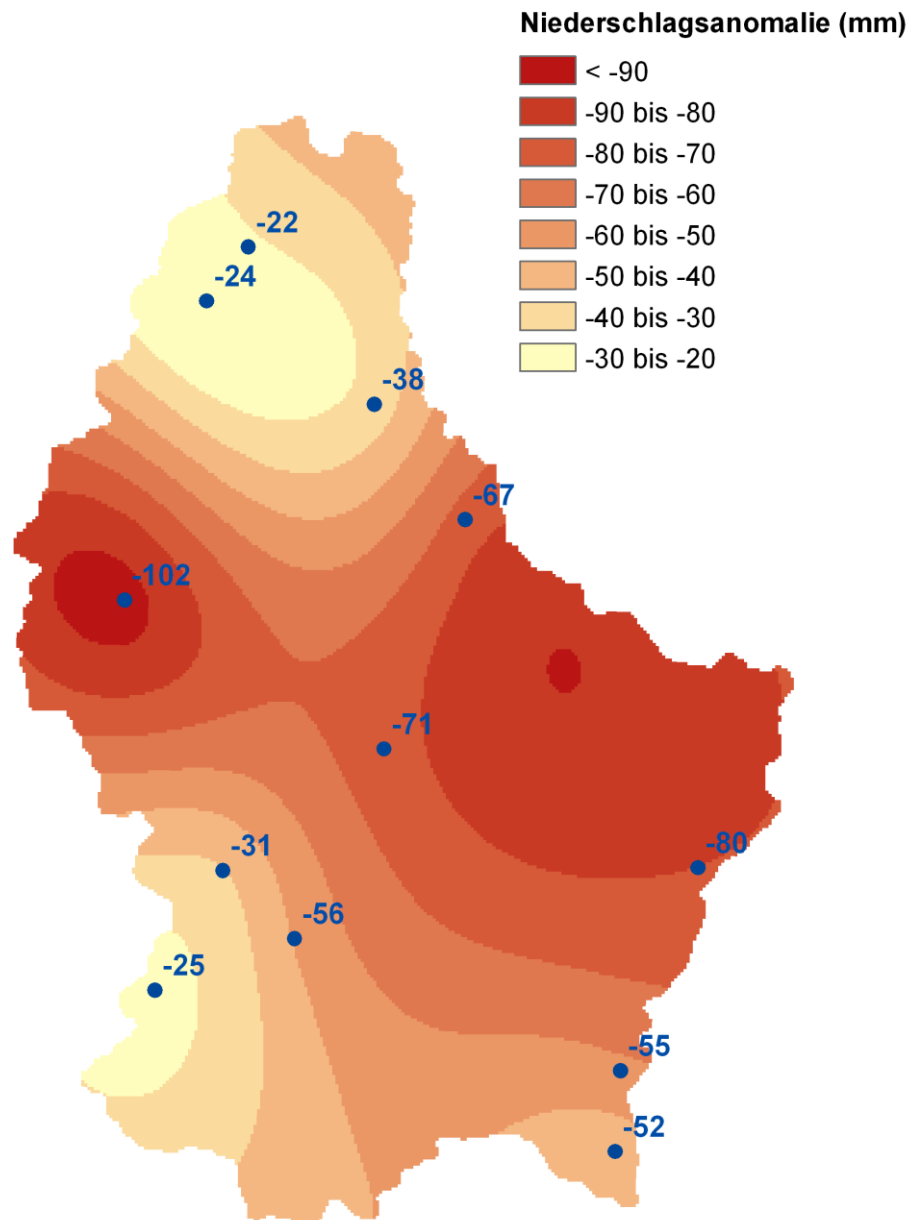 Niederschlagsanomalie (mm)
< -90
-90 bis -80
-80 bis -70
-70 bis -60
-60 bis -50
-50 bis -40
-40 bis -30
-30 bis -20
-22
-24
-38
-67
-102
-71
-31
-80
-56
-25
-55
-52